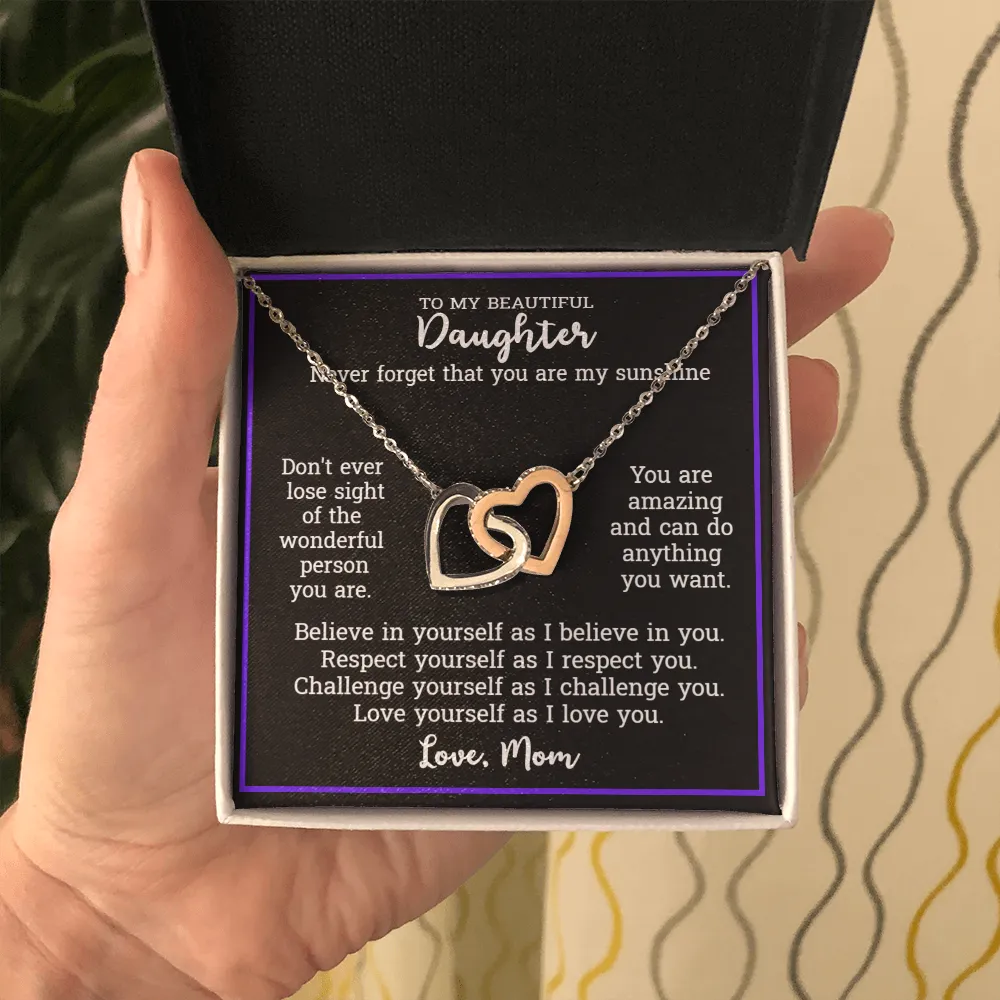 TO MY BEAUTIFUL
Daughter
Never forget that you are my sunshine
Don't ever
lose sight
of the
wonderful
person
you are.
You are
amazing
and can do
anything
you want.
Believe in yourself as I believe in you.
Respect yourself as I respect you.
Challenge yourself as I challenge you.
Love yourself as I love you.
Love, Mom